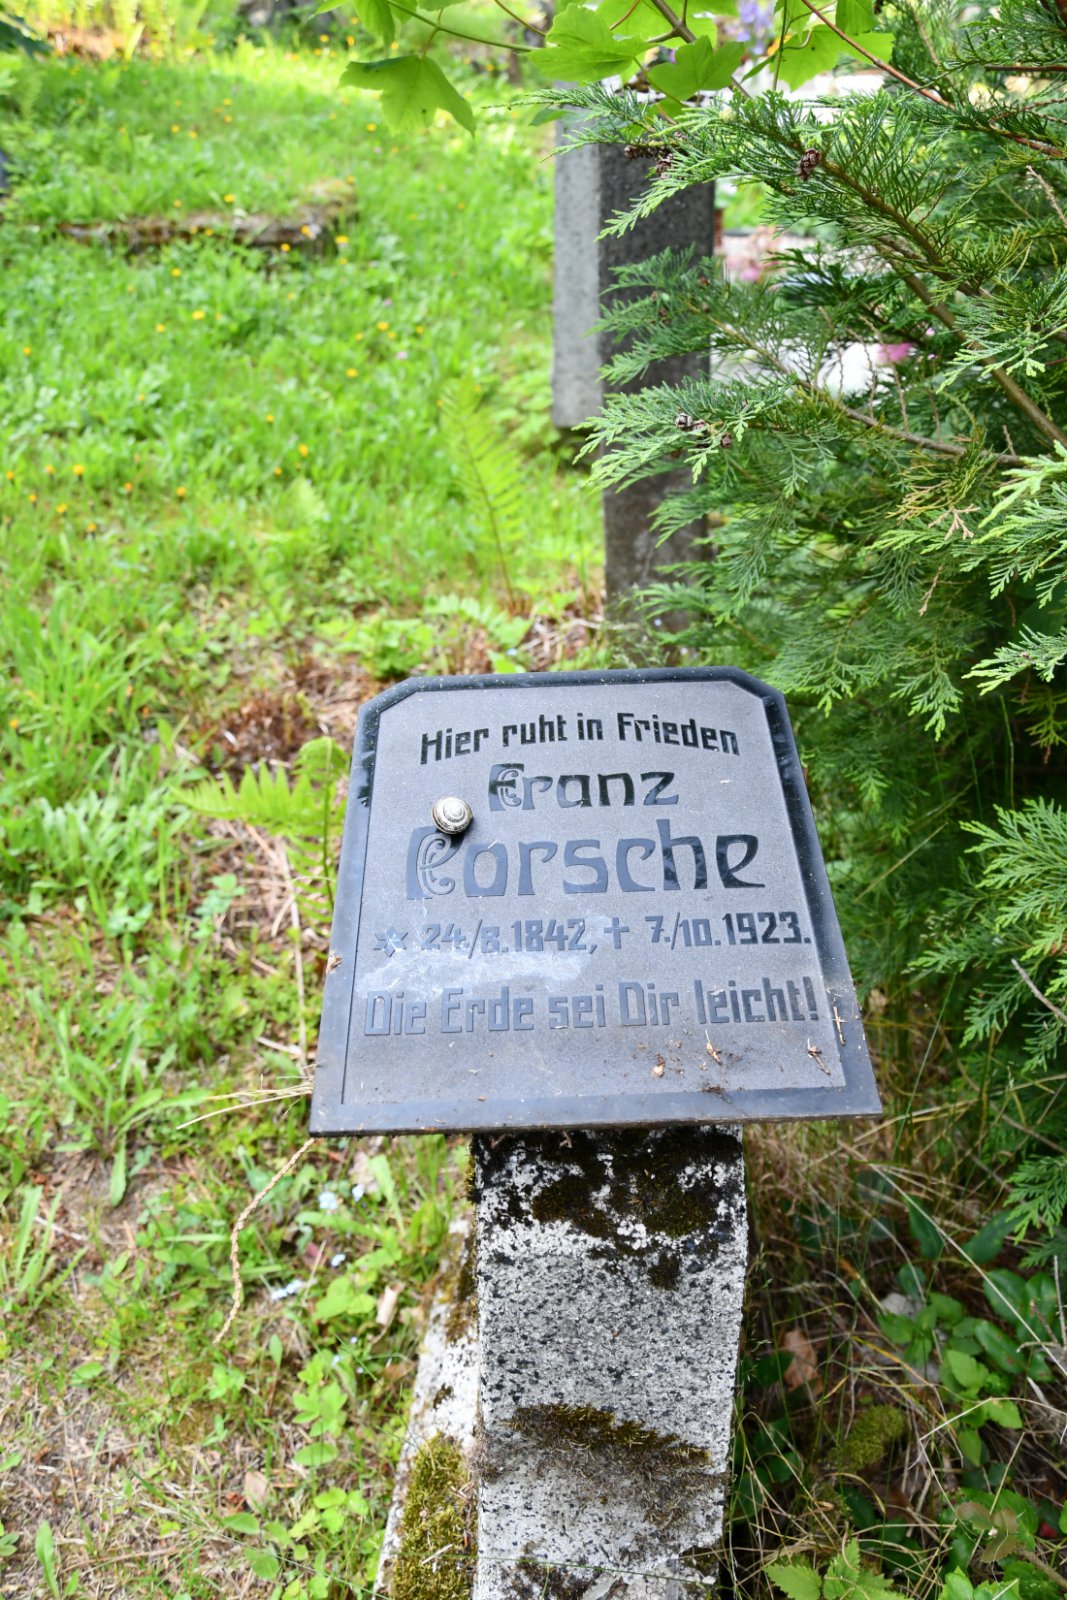 Hier ruht in Frieden
Franz
Porsche
* 24./8. 1842, + 7./10. 1923.
Die Erde sei Dir leicht!